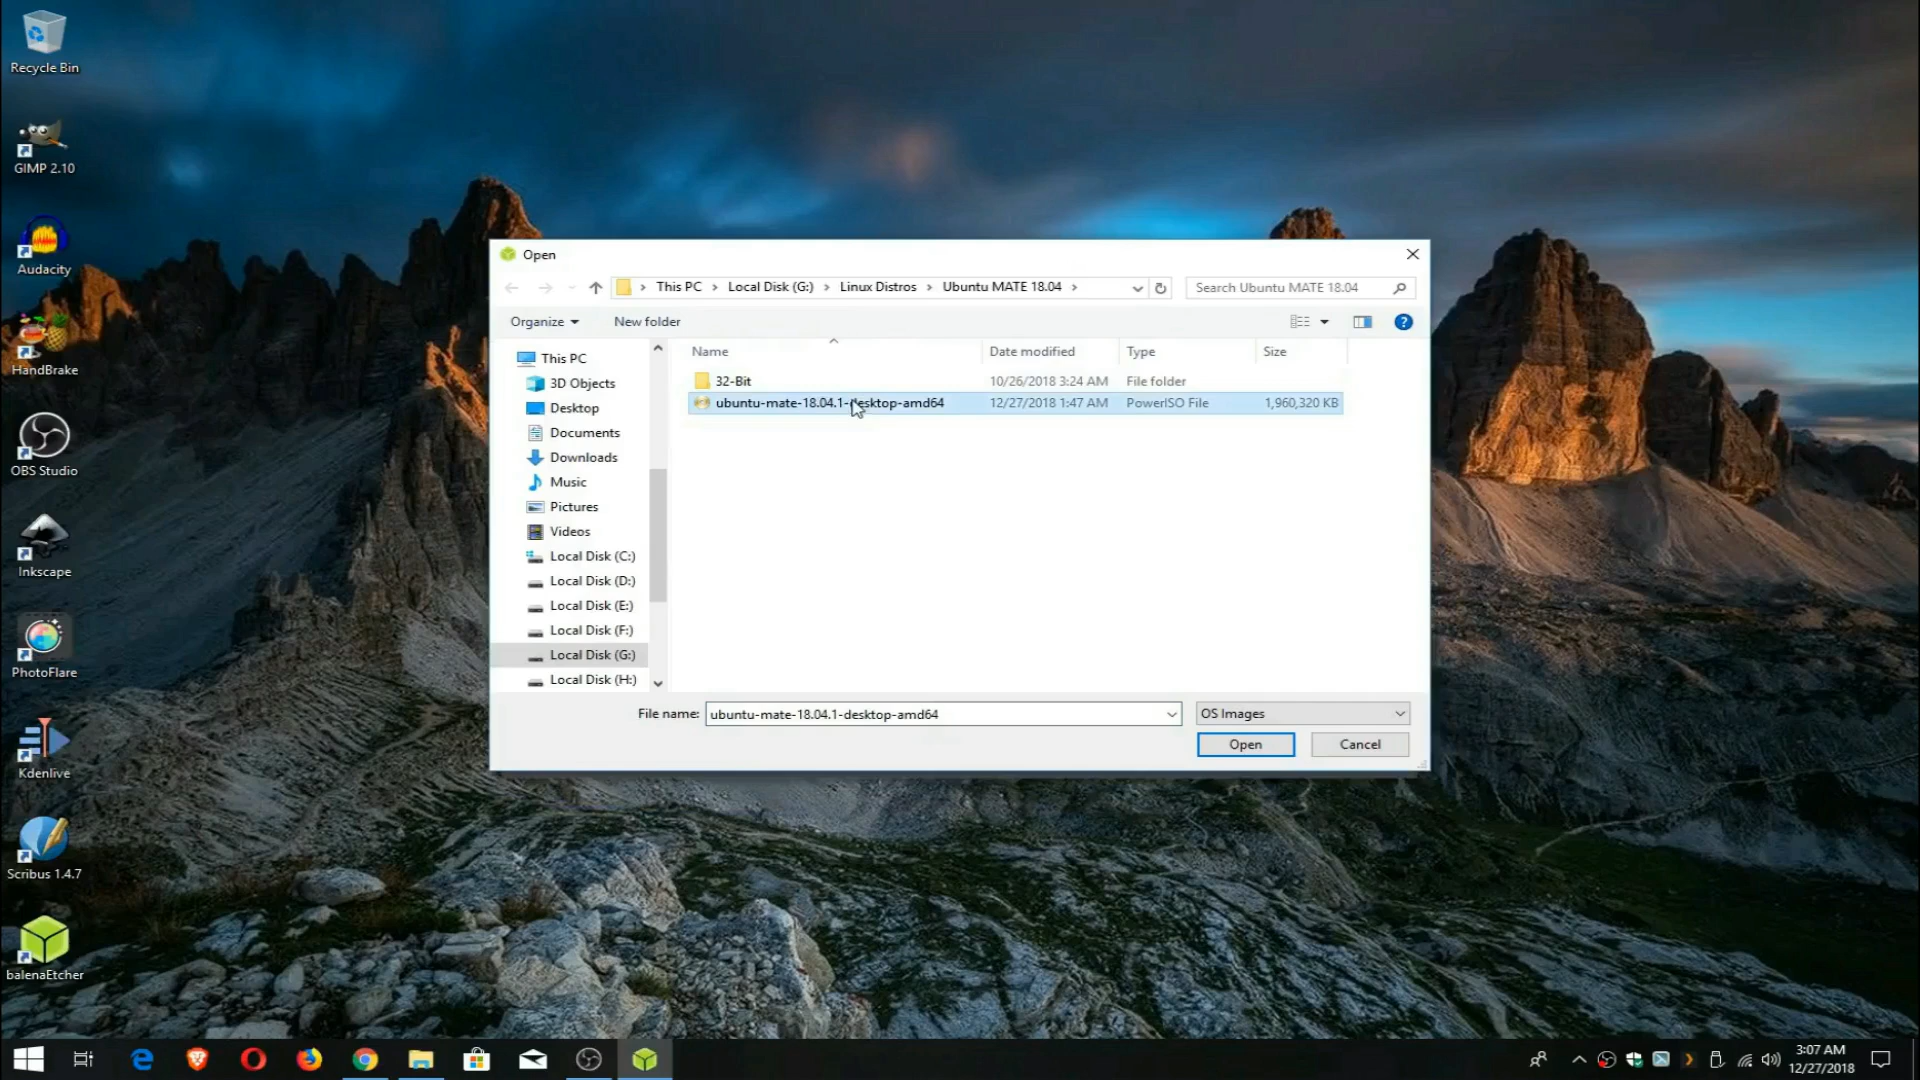 Recycle Bin
GIMP 2.10
Audacity
HandBrake
OBS Studio
Inkscape
PhotoFlare
Kdenlive
Scribus 1.4.7
balenaEtcher
Open
This PC Local Disk (G:) Linux Distros Ubuntu MATE 18.04
Search Ubuntu MATE 18.04
Organize New folder
This PC
3D Objects
Desktop
Documents
Downloads
Music
Pictures
Videos
Local Disk (C:)
Local Disk (D:)
Local Disk (E:)
Local Disk (F:)
Local Disk (G:)
Local Disk (H:)
Name Date modified Type Size
32-Bit 10/26/2018 3:24 AM File folder
ubuntu-mate-18.04.1-desktop-amd64 12/27/2018 1:47 AM PowerISO File 1,960,320 KB
File name: ubuntu-mate-18.04.1-desktop-amd64 OS Images
Open Cancel
3:07 AM
12/27/2018